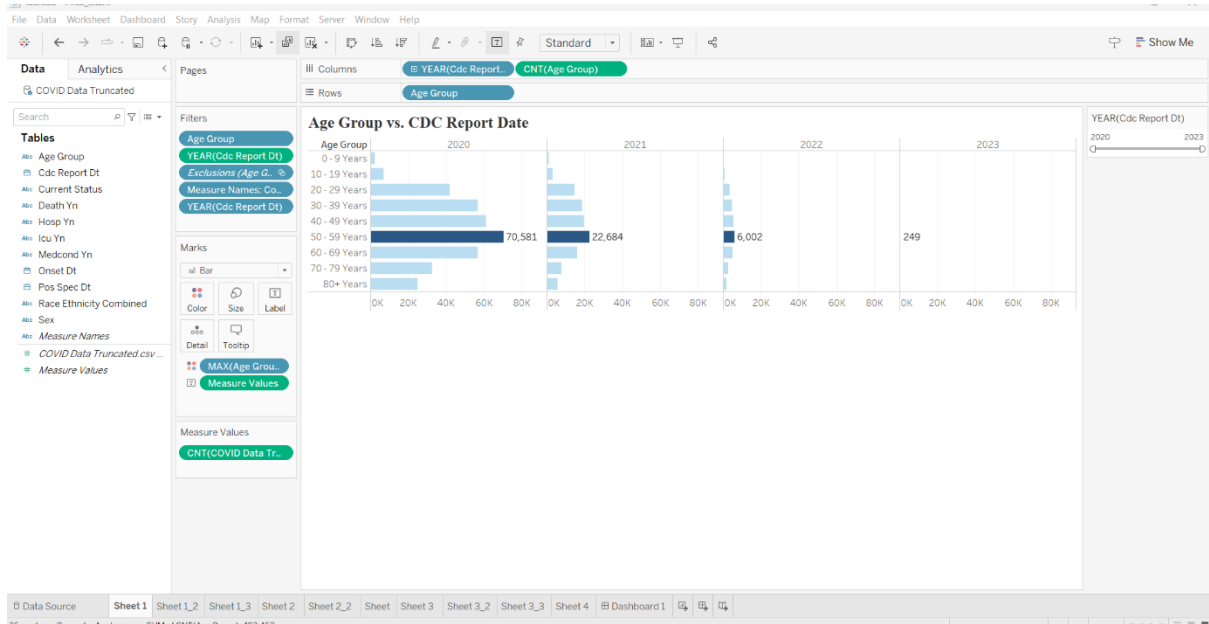 File Data Worksheet Dashboard Story Analysis Map Format Server Window Help
Standard
Show Me
Data Analytics
COVID Data Truncated
Search
Tables
Abc Age Group
Cdc Report Dt
Abc Current Status
Abc Death Yn
Abc Hosp Yn
Abc Icu Yn
Abc Medcond Yn
Onset Dt
Pos Spec Dt
Abc Race Ethnicity Combined
Abc Sex
Abc Measure Names
# COVID Data Truncated.csv ...
# Measure Values
Pages
Filters
Age Group
YEAR(Cdc Report Dt)
Exclusions (Age G..
Measure Names: Co..
YEAR(Cdc Report Dt)
Marks
Bar
Color Size Label
Detail Tooltip
MAX(Age Grou..
Measure Values
Measure Values
CNT(COVID Data Tr..
Columns YEAR(Cdc Report.. CNT(Age Group)
Rows Age Group
Age Group vs. CDC Report Date
Age Group 2020 2021 2022 2023
0 - 9 Years
10 - 19 Years
20 - 29 Years
30 - 39 Years
40 - 49 Years
50 - 59 Years 70,581 22,684 6,002 249
60 - 69 Years
70 - 79 Years
80+ Years
0K 20K 40K 60K 80K 0K 20K 40K 60K 80K 0K 20K 40K 60K 80K 0K 20K 40K 60K 80K
YEAR(Cdc Report Dt)
2020 2023
Data Source Sheet 1 Sheet 1_2 Sheet 1_3 Sheet 2 Sheet 2_2 Sheet Sheet 3 Sheet 3_2 Sheet 3_3 Sheet 4 Dashboard 1